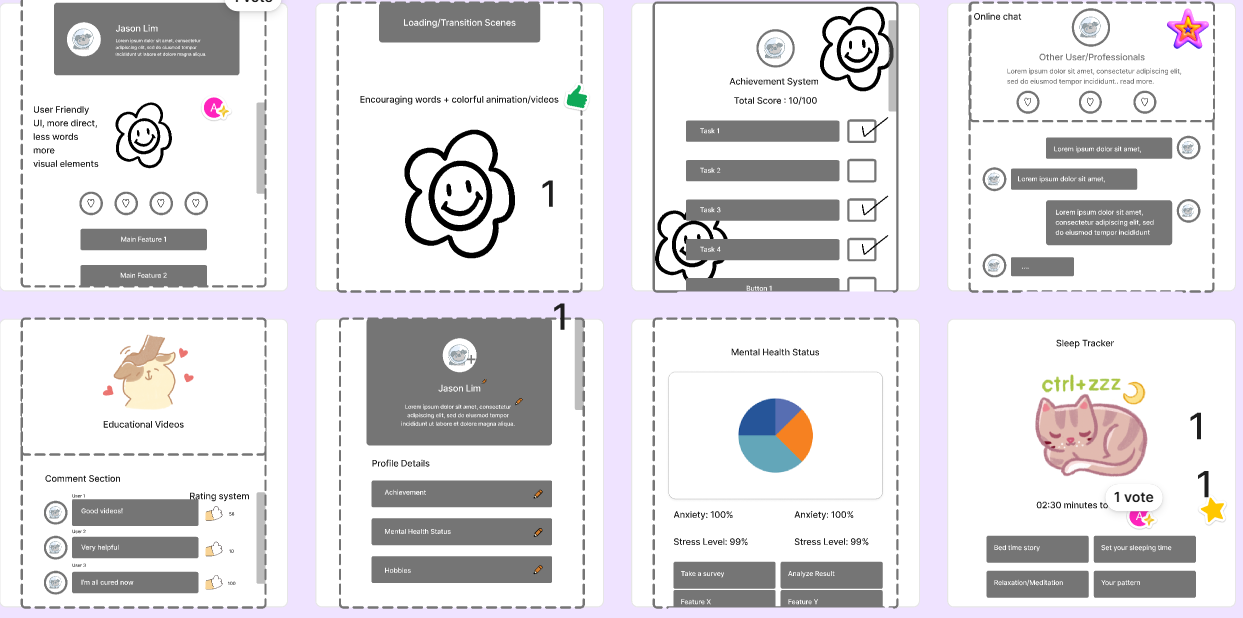 1 vote
Jason Lim
Lorem ipsum dolor sit amet, consectetur
adipiscing elit, sed do eiusmod tempor
incididunt ut labore et dolore magna aliqua.
User Friendly
UI, more direct,
less words
more
visual elements
A
Main Feature 1
Main Feature 2
Loading/Transition Scenes
Encouraging words + colorful animation/videos
1
Achievement System
Total Score : 10/100
Task 1
Task 2
Task 3
Task 4
Button 1
Online chat
Other User/Professionals
Lorem ipsum dolor sit amet, consectetur adipiscing elit,
sed do eiusmod tempor incididunt.. read more.
Lorem ipsum dolor sit amet,
Lorem ipsum dolor sit amet,
Lorem ipsum dolor sit amet,
consectetur adipiscing elit, sed
do eiusmod tempor incididunt
....
Educational Videos
Comment Section
Rating system
User 1
Good videos!
58
User 2
Very helpful
10
User 3
I'm all cured now
100
1
Jason Lim
Lorem ipsum dolor sit amet, consectetur
adipiscing elit, sed do eiusmod tempor
incididunt ut labore et dolore magna aliqua.
Profile Details
Achievement
Mental Health Status
Hobbies
Mental Health Status
Anxiety: 100%
Anxiety: 100%
Stress Level: 99%
Stress Level: 99%
Take a survey
Analyze Result
Feature X
Feature Y
Sleep Tracker
ctrl+zzz
1
1
02:30 minutes to
1 vote
A
Bed time story
Set your sleeping time
Relaxation/Meditation
Your pattern